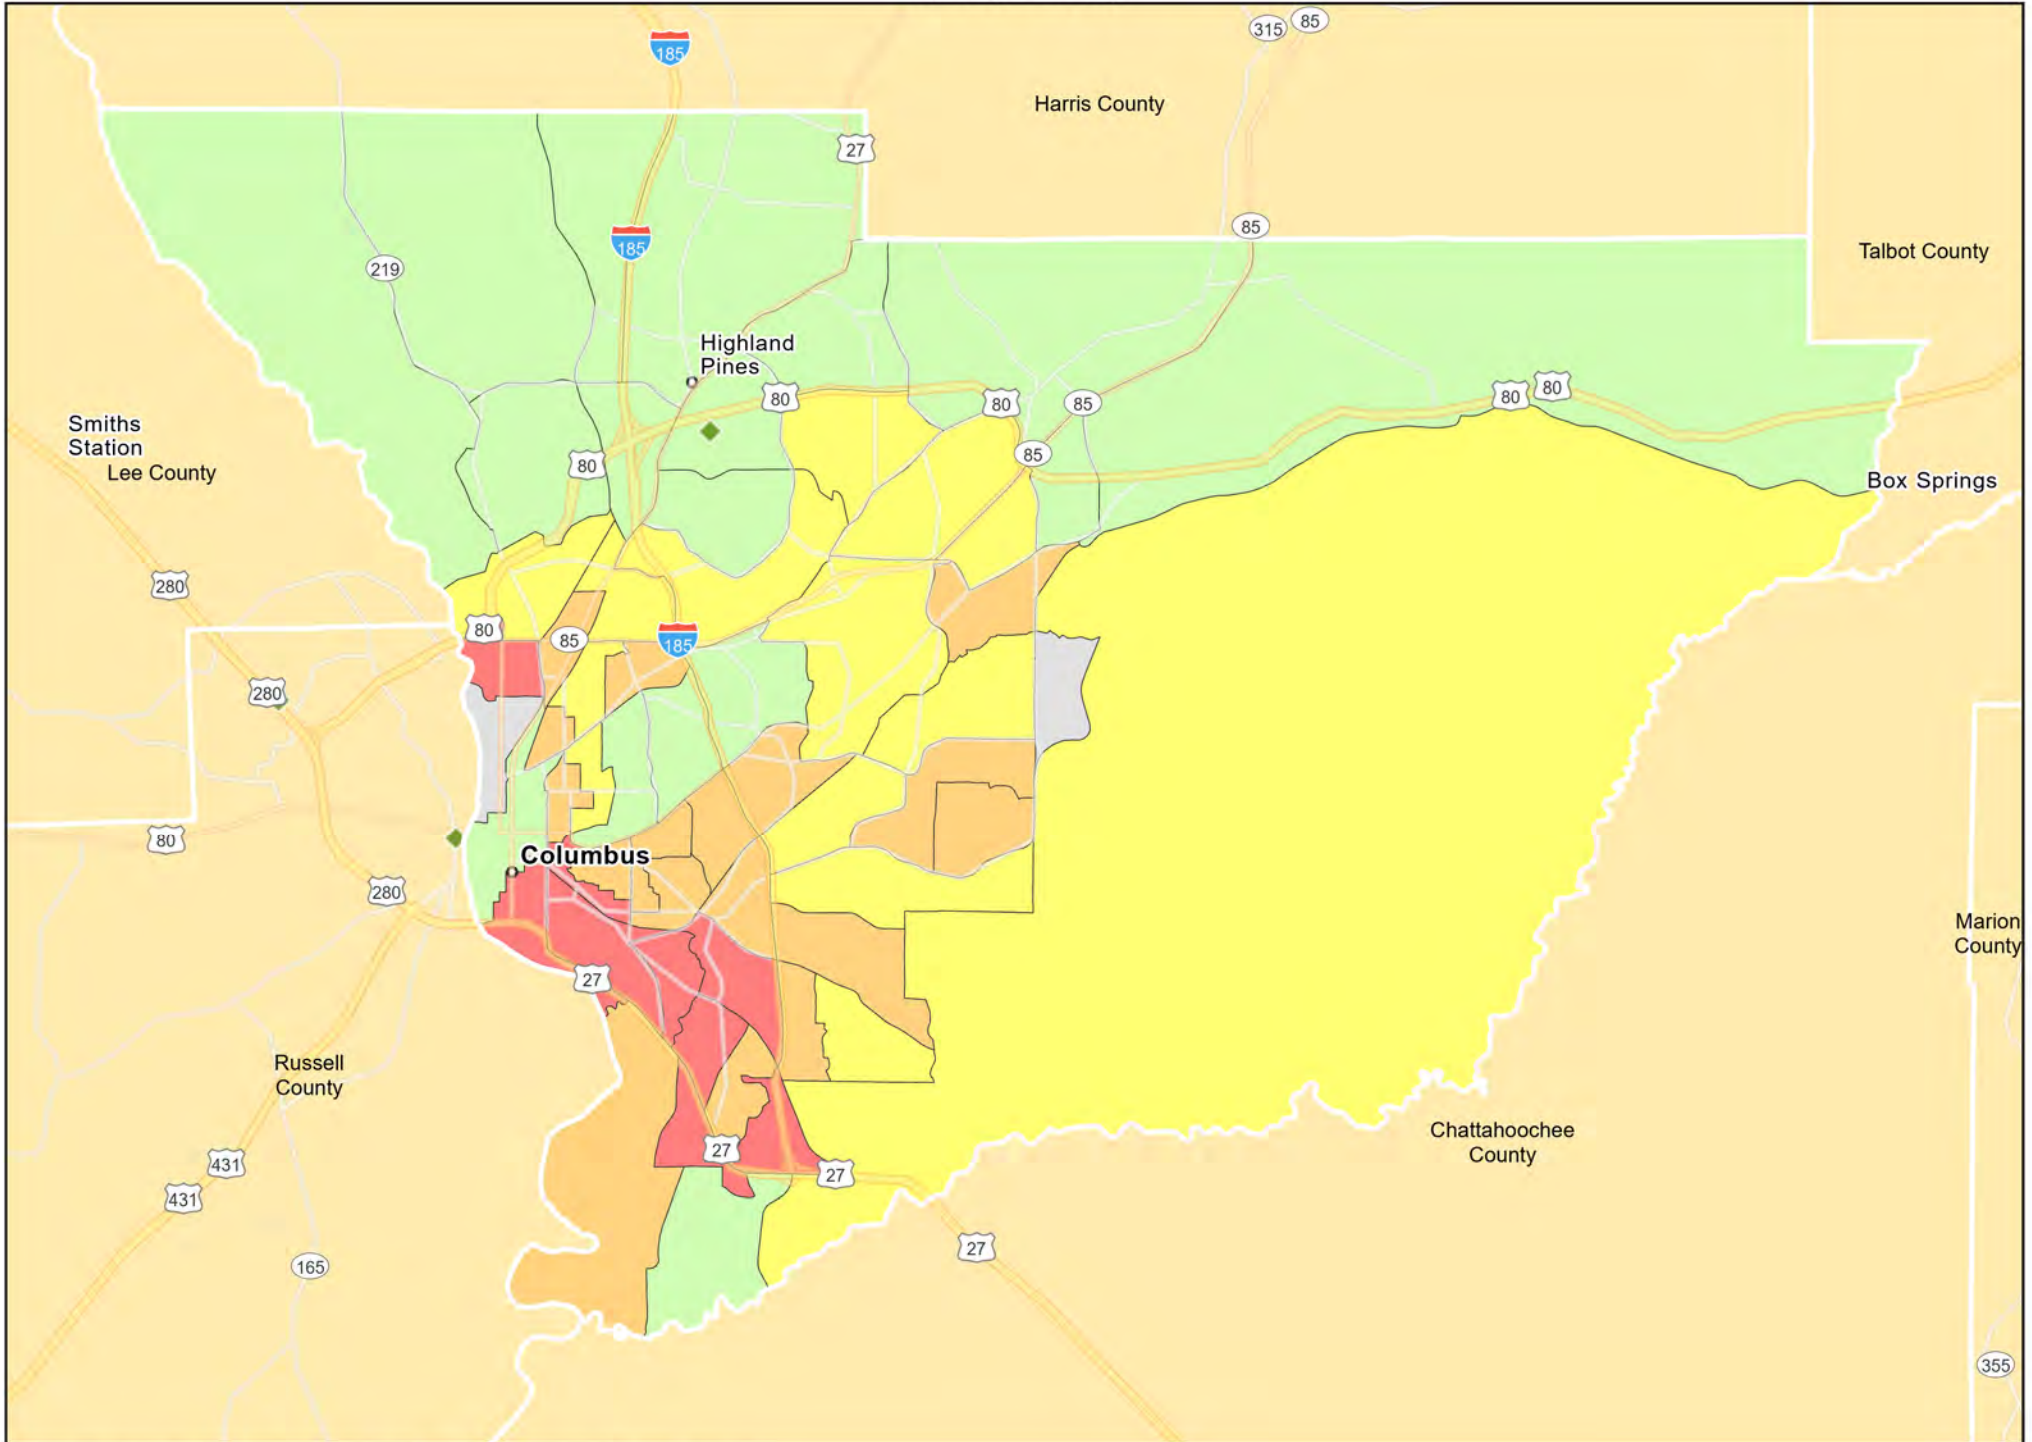 315
85
185
Harris County
27
85
185
Talbot County
219
Highland
Pines
80
80
80
80
85
Smiths
Station
85
80
Lee County
Box Springs
280
80
85
185
280
80
Columbus
280
Marion
County
27
Russell
County
Chattahoochee
County
27
431
27
431
27
165
355